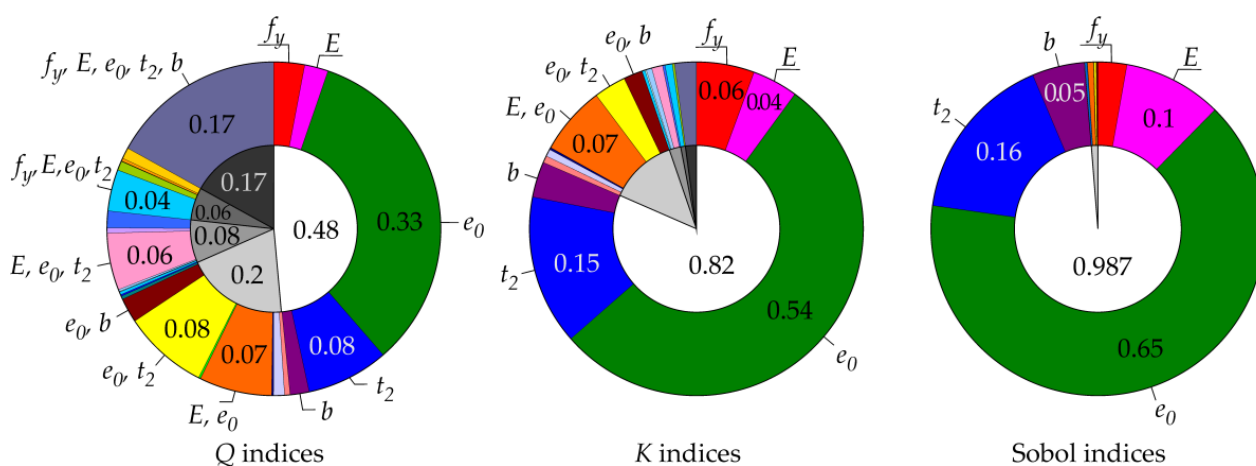 f_y, E, e_0, t_2, b
f_y
E
0.17
f_y, E, e_0, t_2
0.04
0.17
0.06
0.08
0.48
0.33
e_0
E, e_0, t_2
0.06
0.2
e_0, b
0.08
0.07
0.08
e_0, t_2
E, e_0
b
t_2
Q indices
e_0, b
f_y
E
e_0, t_2
E, e_0
0.06
0.04
0.07
b
t_2
0.15
0.82
0.54
e_0
K indices
b
f_y
E
t_2
0.05
0.1
0.16
0.987
0.65
e_0
Sobol indices